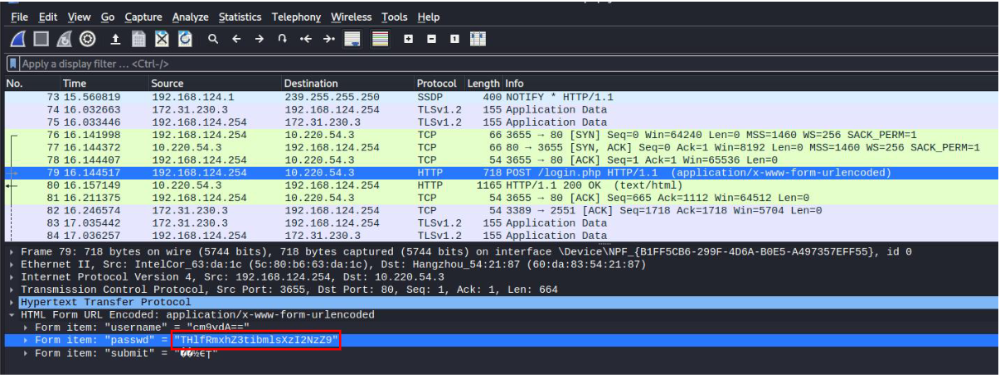 File Edit View Go Capture Analyze Statistics Telephony Wireless Tools Help
Apply a display filter … <Ctrl-/>
No. Time Source Destination Protocol Length Info
73 15.560819 192.168.124.1 239.255.255.250 SSDP 400 NOTIFY * HTTP/1.1
74 16.032663 172.31.230.3 192.168.124.254 TLSv1.2 155 Application Data
75 16.033446 192.168.124.254 172.31.230.3 TLSv1.2 155 Application Data
76 16.141998 192.168.124.254 10.220.54.3 TCP 66 3655 → 80 [SYN] Seq=0 Win=64240 Len=0 MSS=1460 WS=256 SACK_PERM=1
77 16.144372 10.220.54.3 192.168.124.254 TCP 66 80 → 3655 [SYN, ACK] Seq=0 Ack=1 Win=8192 Len=0 MSS=1460 WS=256 SACK_PERM=1
78 16.144407 192.168.124.254 10.220.54.3 TCP 54 3655 → 80 [ACK] Seq=1 Ack=1 Win=65536 Len=0
79 16.144517 192.168.124.254 10.220.54.3 HTTP 718 POST /login.php HTTP/1.1 (application/x-www-form-urlencoded)
80 16.157149 10.220.54.3 192.168.124.254 HTTP 1165 HTTP/1.1 200 OK (text/html)
81 16.211375 192.168.124.254 10.220.54.3 TCP 54 3655 → 80 [ACK] Seq=665 Ack=1112 Win=64512 Len=0
82 16.246574 172.31.230.3 192.168.124.254 TCP 54 3389 → 2551 [ACK] Seq=1718 Ack=1718 Win=5704 Len=0
83 17.035442 172.31.230.3 192.168.124.254 TLSv1.2 155 Application Data
84 17.036257 192.168.124.254 172.31.230.3 TLSv1.2 155 Application Data
Frame 79: 718 bytes on wire (5744 bits), 718 bytes captured (5744 bits) on interface \Device\NPF_{B1FF5CB6-299F-4D6A-B0E5-A497357EFF55}, id 0
Ethernet II, Src: IntelCor_63:da:1c (5c:80:b6:63:da:1c), Dst: Hangzhou_54:21:87 (60:da:83:54:21:87)
Internet Protocol Version 4, Src: 192.168.124.254, Dst: 10.220.54.3
Transmission Control Protocol, Src Port: 3655, Dst Port: 80, Seq: 1, Ack: 1, Len: 664
Hypertext Transfer Protocol
HTML Form URL Encoded: application/x-www-form-urlencoded
Form item: "username" = "cm9vdA=="
Form item: "passwd" = "THlfRmxhZ3tibmlsXzI2NzZ9"
Form item: "submit" =